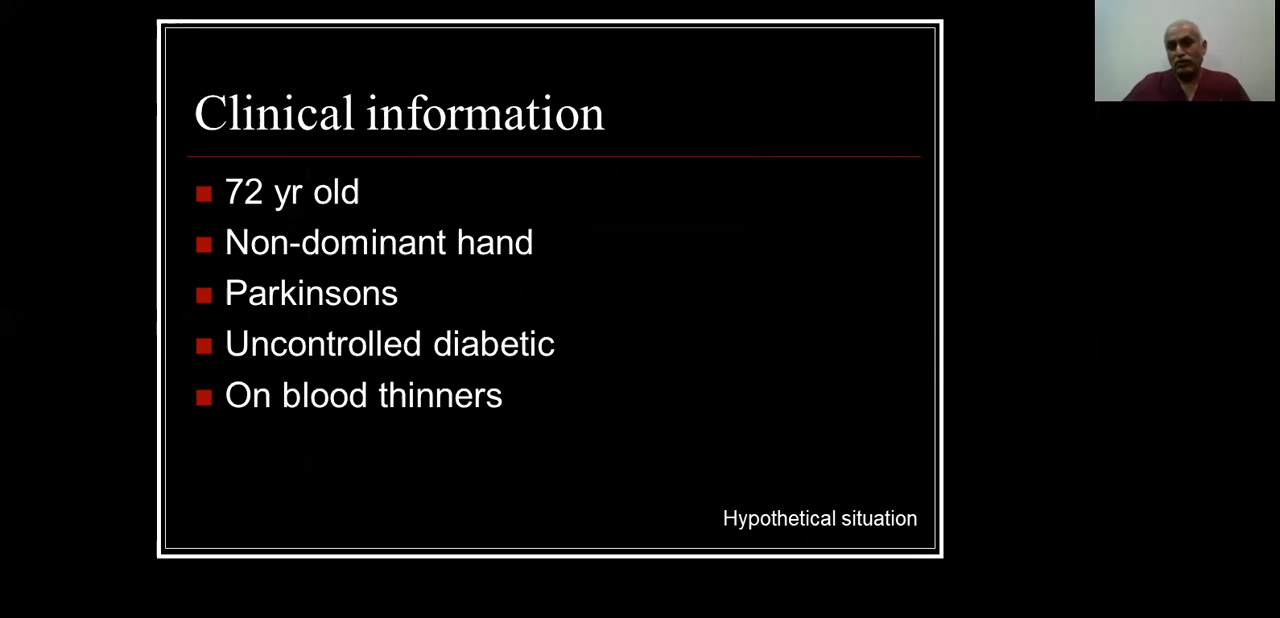 Clinical information
72 yr old
Non-dominant hand
Parkinsons
Uncontrolled diabetic
On blood thinners
Hypothetical situation